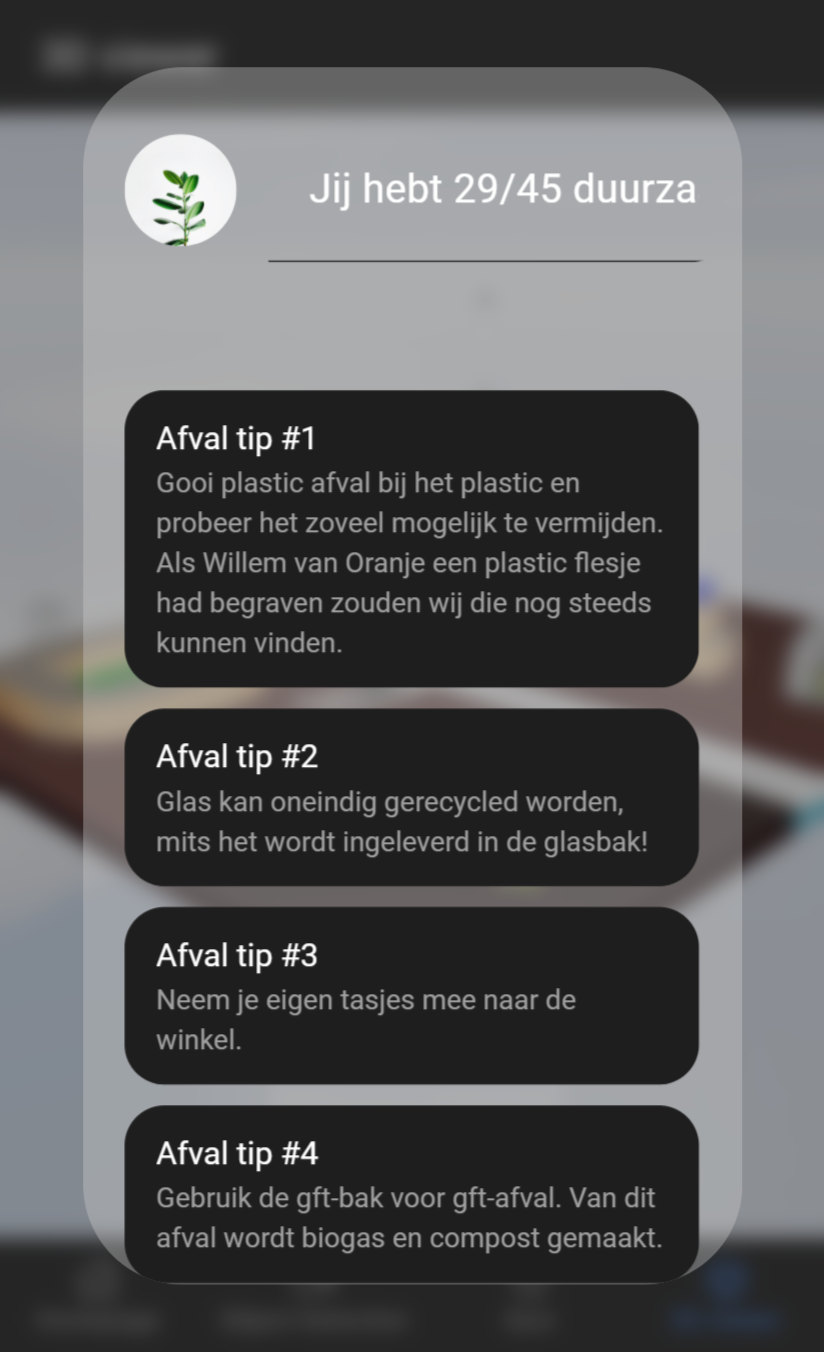 Jij hebt 29/45 duurza
Afval tip #1
Gooi plastic afval bij het plastic en
probeer het zoveel mogelijk te vermijden.
Als Willem van Oranje een plastic flesje
had begraven zouden wij die nog steeds
kunnen vinden.
Afval tip #2
Glas kan oneindig gerecycled worden,
mits het wordt ingeleverd in de glasbak!
Afval tip #3
Neem je eigen tasjes mee naar de
winkel.
Afval tip #4
Gebruik de gft-bak voor gft-afval. Van dit
afval wordt biogas en compost gemaakt.